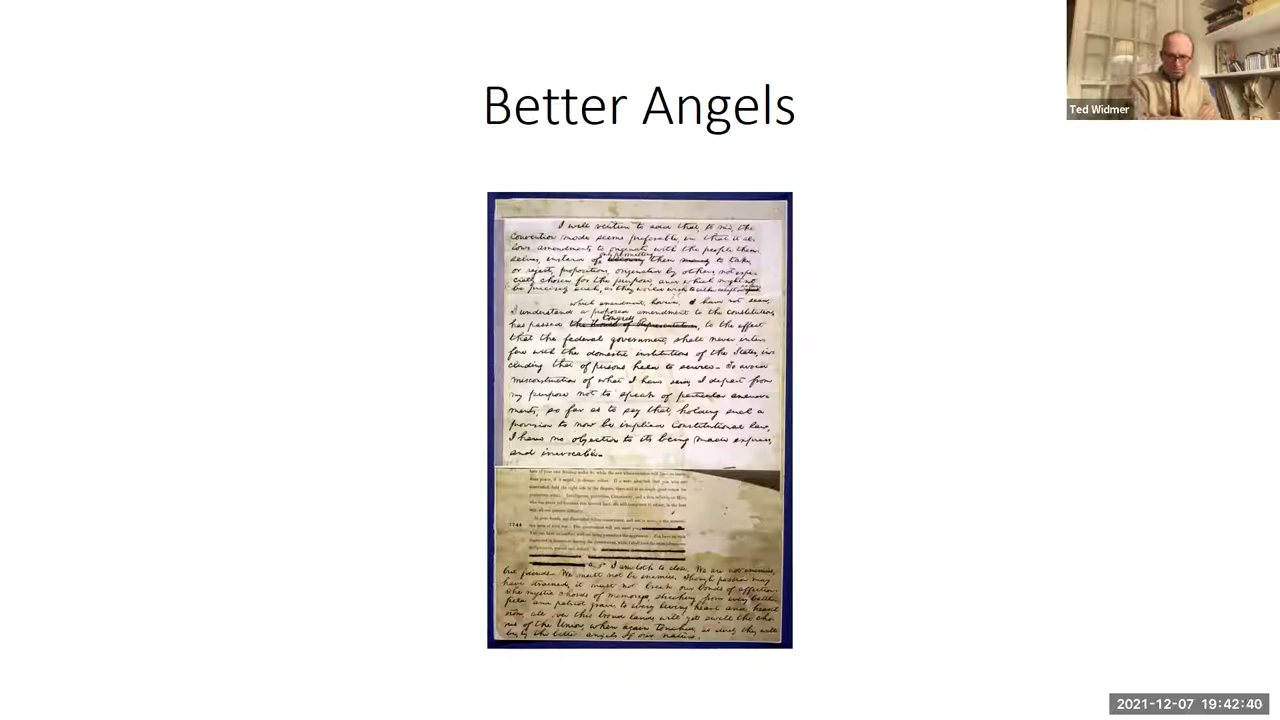 Better Angels
Ted Widmer
I will venture to add that, to me, the
convention mode seems preferable, in that it al-
lows amendments to originate with the people them-
selves, instead of only permitting them to take,
or reject, propositions, originated by others, not espe-
cially chosen for the purpose, and which might not
be precisely such, as they would wish to either
which amendment, however, I have not seen,
I understand a proposed amendment to the constitution
Congress
has passed the House of Representatives, to the effect
that the federal government, shall never inter-
fere with the domestic institutions of the States, in-
cluding that of persons held to service. To avoid
misconstruction of what I have said, I depart from
my purpose not to speak of particular amend-
ments, so far as to say that, holding such a
provision to now be implied constitutional law,
I have no objection to its being made express,
and irrevocable.
I am loth to close. We are not enemies,
but friends. We must not be enemies. Though passion may
have strained, it must not break our bonds of affection.
The mystic chords of memory, stretching from every battle-
field, and patriot grave, to every living heart and hearth-
stone, all over this broad land, will yet swell the cho-
rus of the Union, when again touched, as surely they will
be, by the better angels of our nature.
2021-12-07 19:42:40